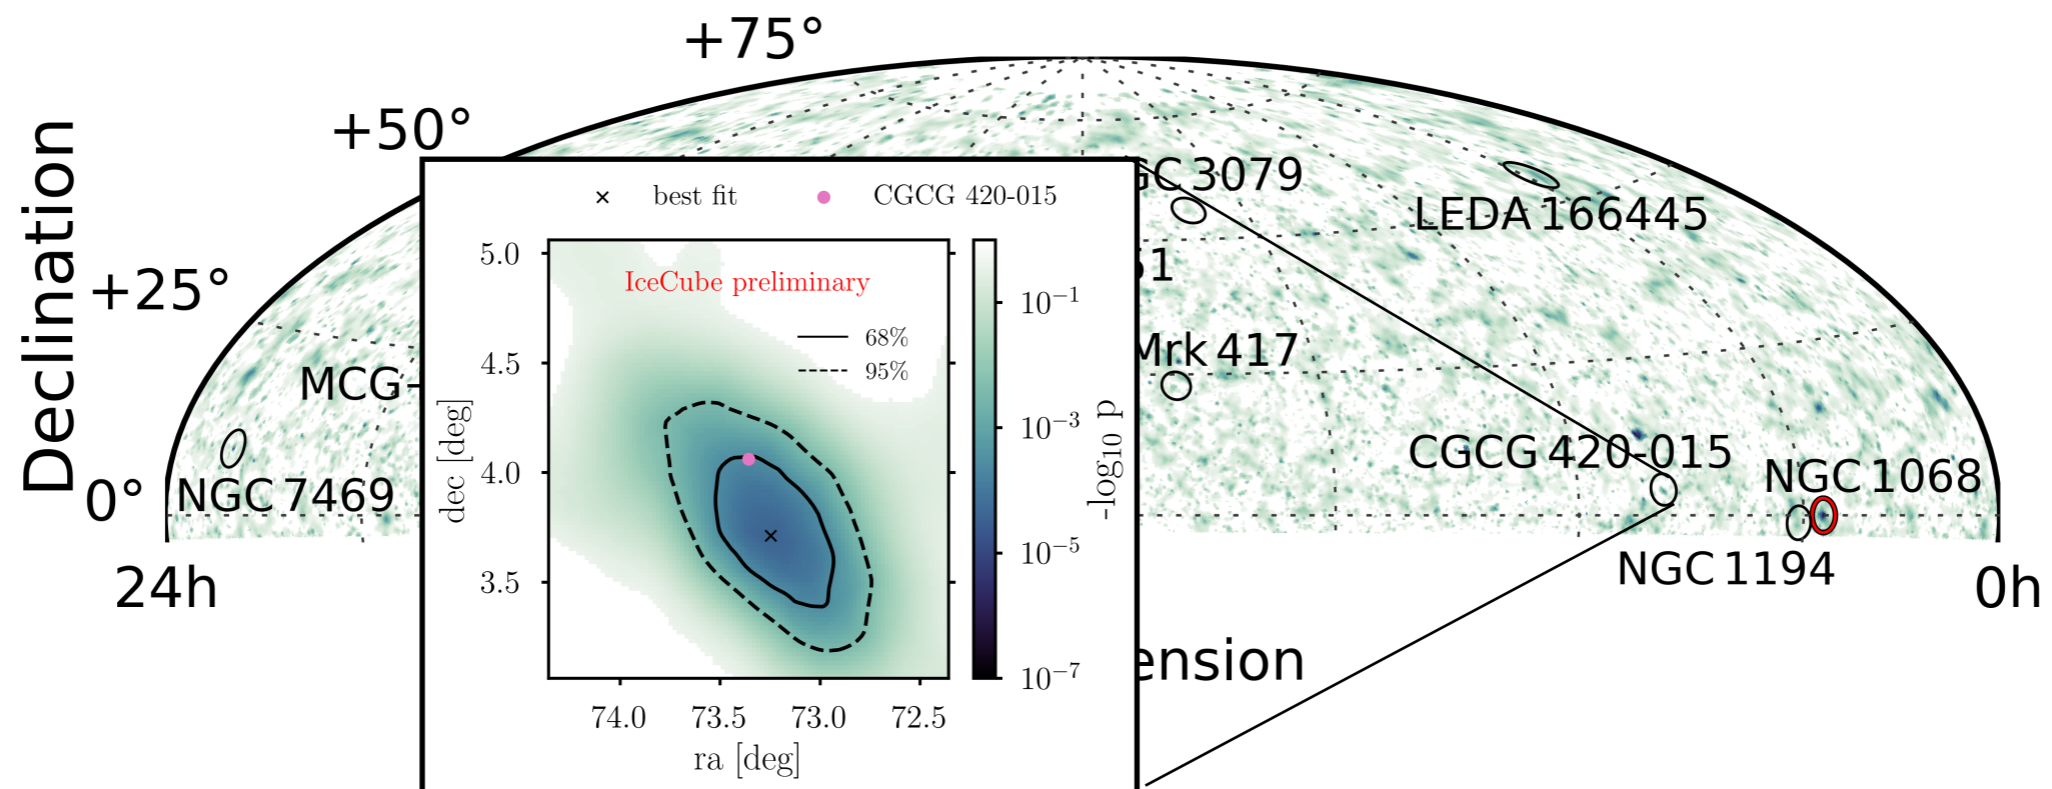 +75°
+50°
+25°
0°
Declination
24h
0h
ension
GC 3079
LEDA 166445
51
Mrk 417
MCG-
NGC 7469
CGCG 420-015
NGC 1068
NGC 1194
best fit
CGCG 420-015
IceCube preliminary
68%
95%
5.0
4.5
4.0
3.5
dec [deg]
74.0 73.5 73.0 72.5
ra [deg]
10⁻¹
10⁻³
10⁻⁵
10⁻⁷
-log₁₀ p